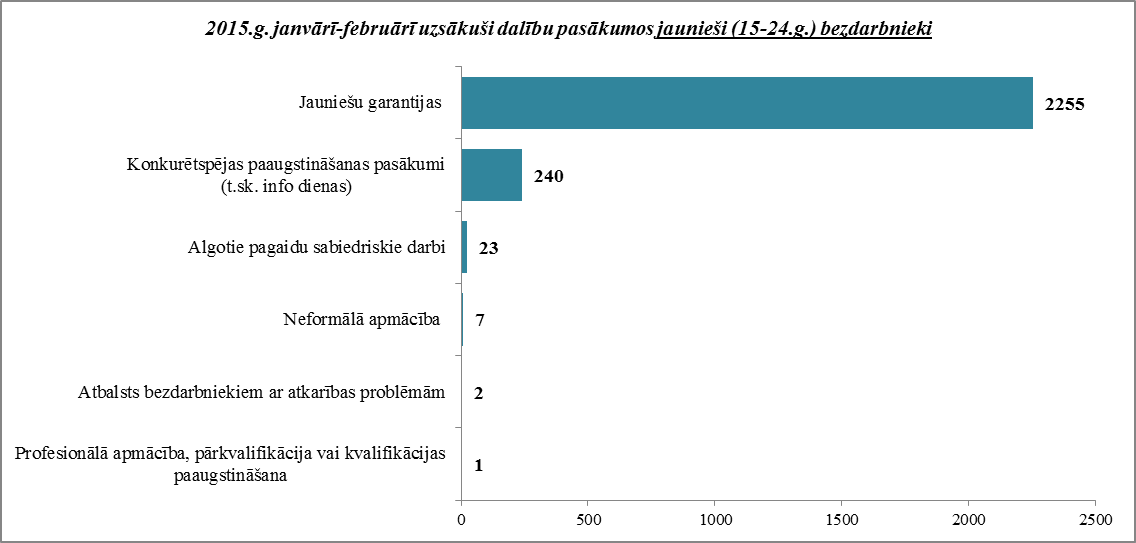 2015.g. janvārī-februārī uzsākuši dalību pasākumos jaunieši (15-24.g.) bezdarbnieki
Jauniešu garantijas
2255
Konkurētspējas paaugstināšanas pasākumi
(t.sk. info dienas)
240
Algotie pagaidu sabiedriskie darbi
23
Neformālā apmācība
7
Atbalsts bezdarbniekiem ar atkarības problēmām
2
Profesionālā apmācība, pārkvalifikācija vai kvalifikācijas
paaugstināšana
1
0 500 1000 1500 2000 2500